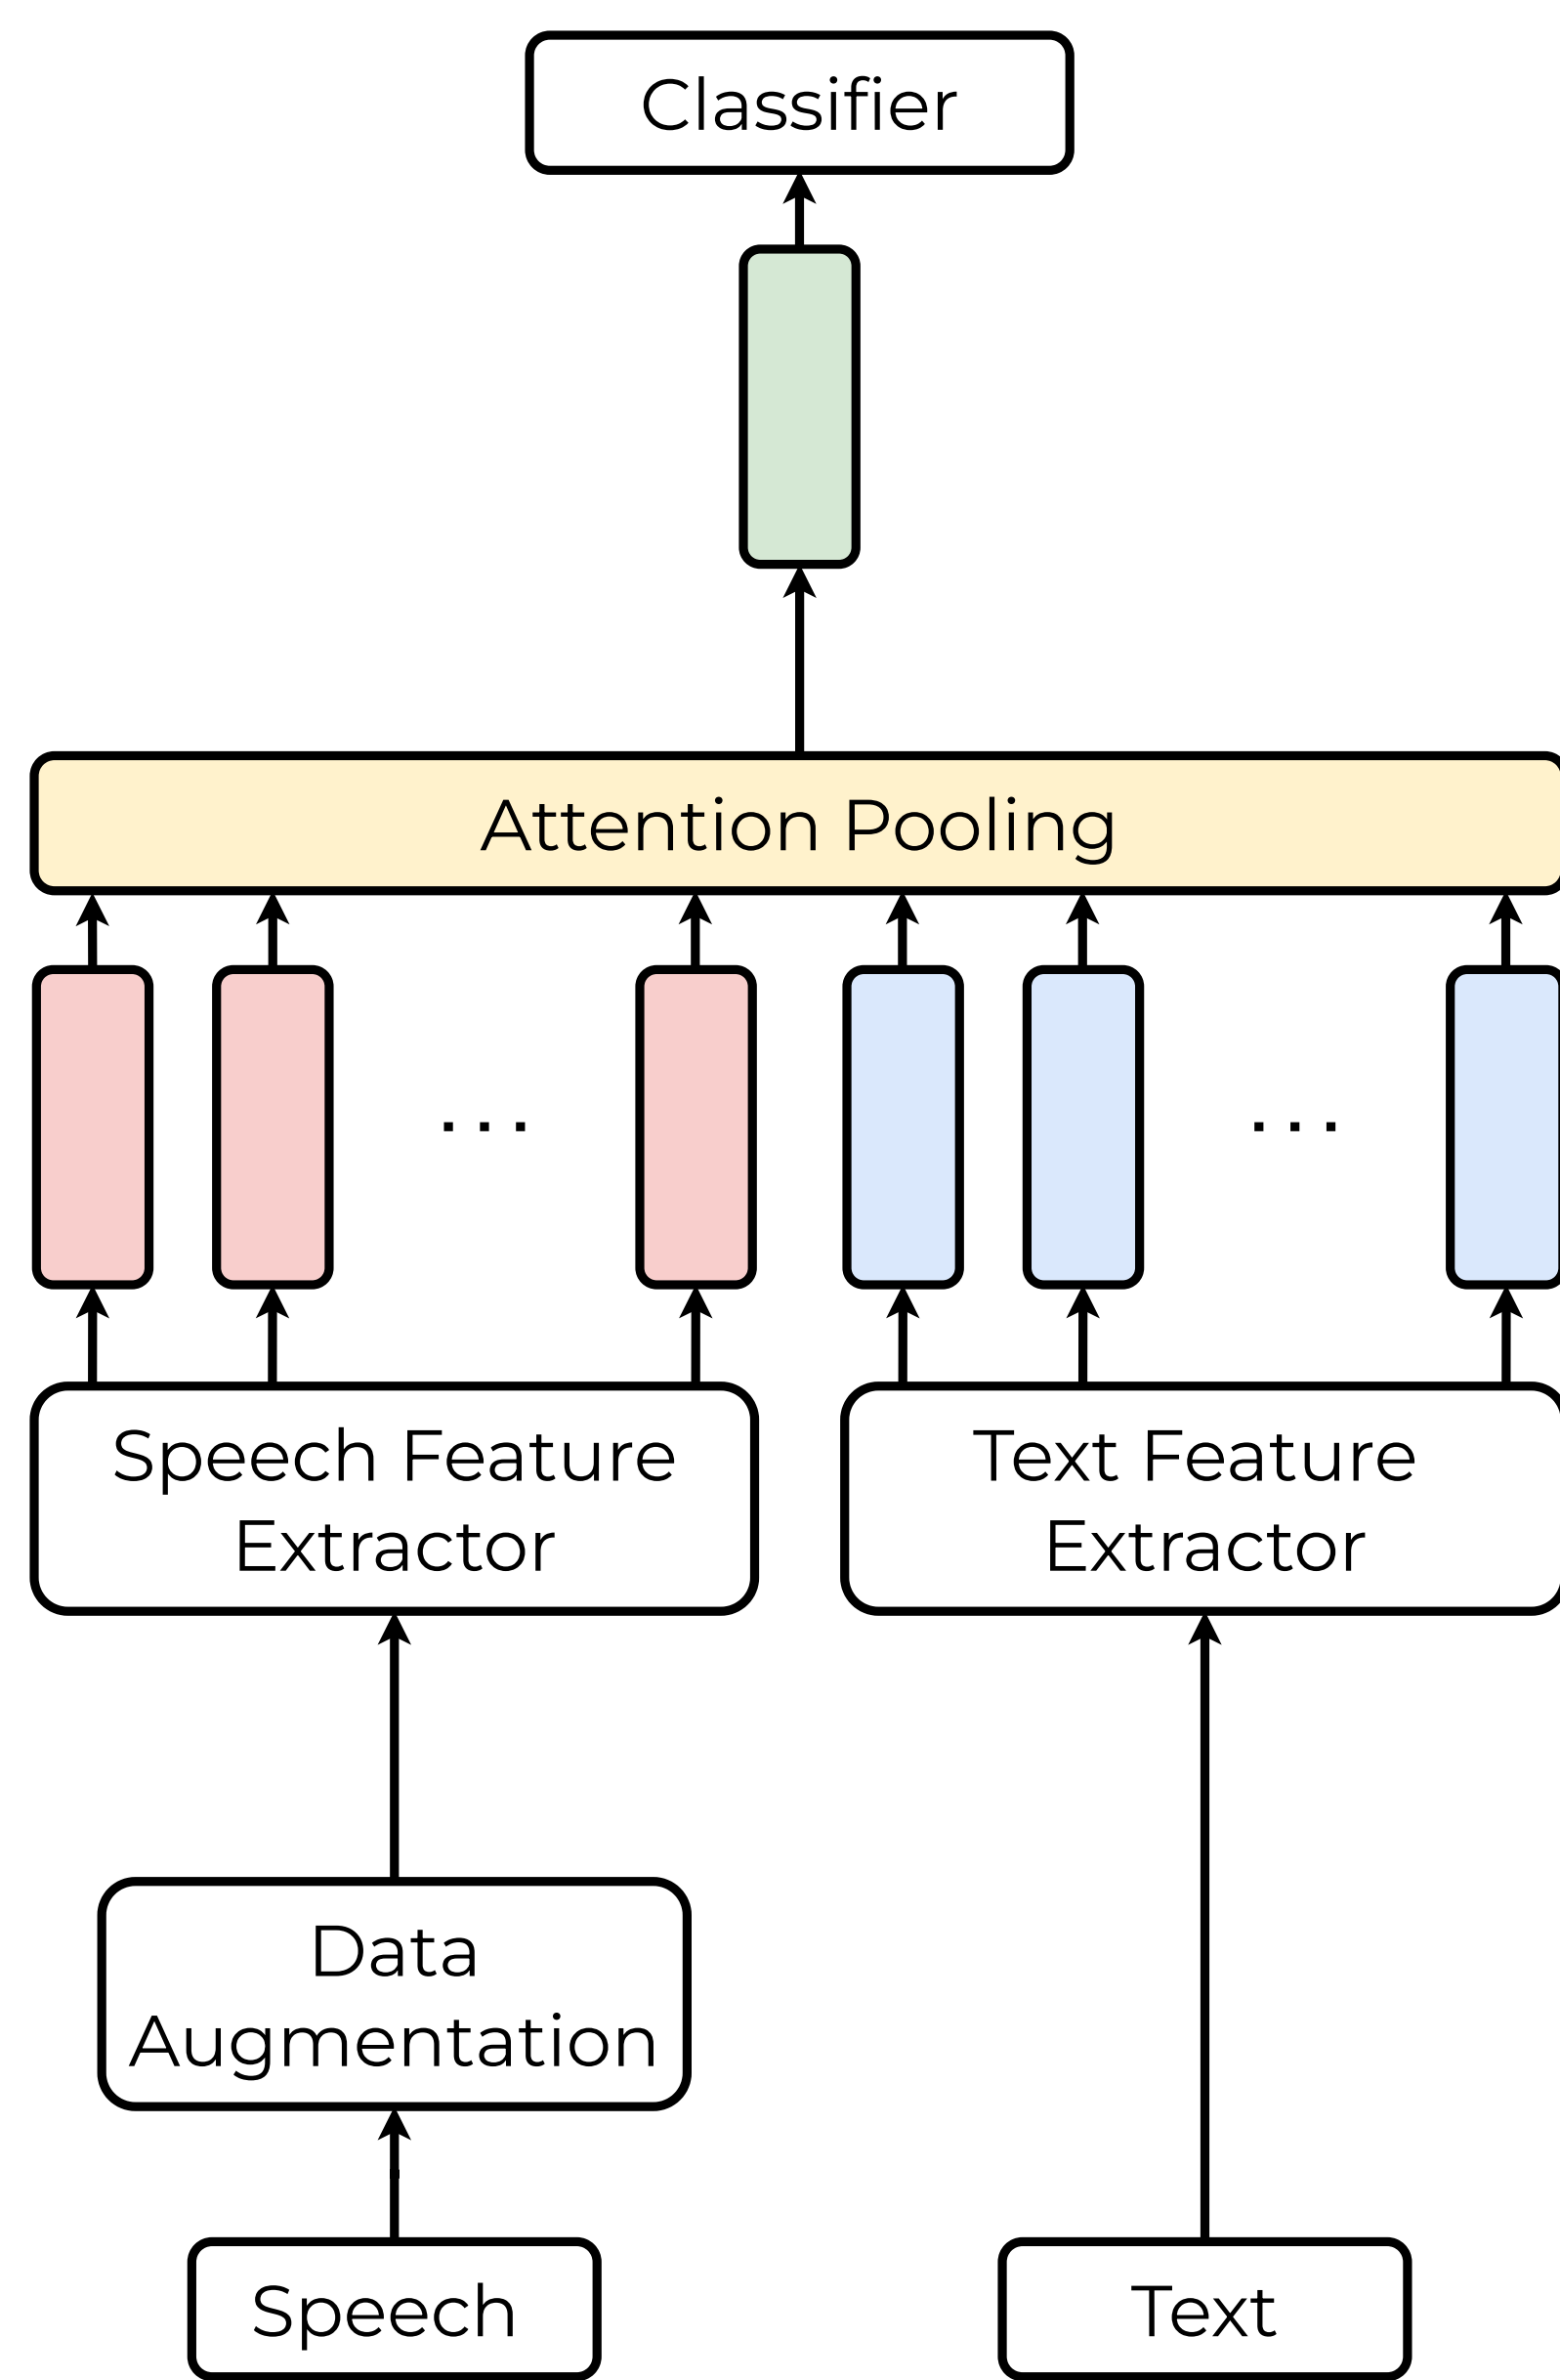 Classifier
Attention Pooling
...
...
Speech Feature
Extractor
Text Feature
Extractor
Data
Augmentation
Speech
Text